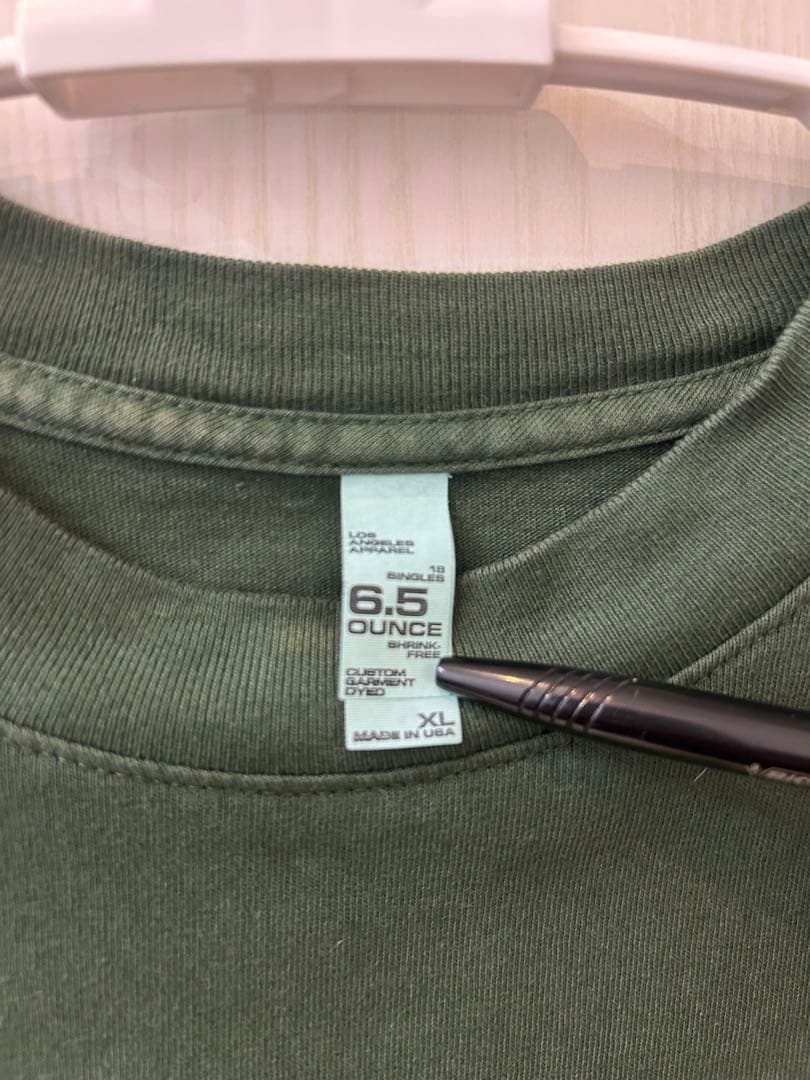 LOS
ANGELES
APPAREL
18
SINGLES
6.5
OUNCE
SHRINK-
FREE
CUSTOM
GARMENT
DYED
XL
MADE IN USA